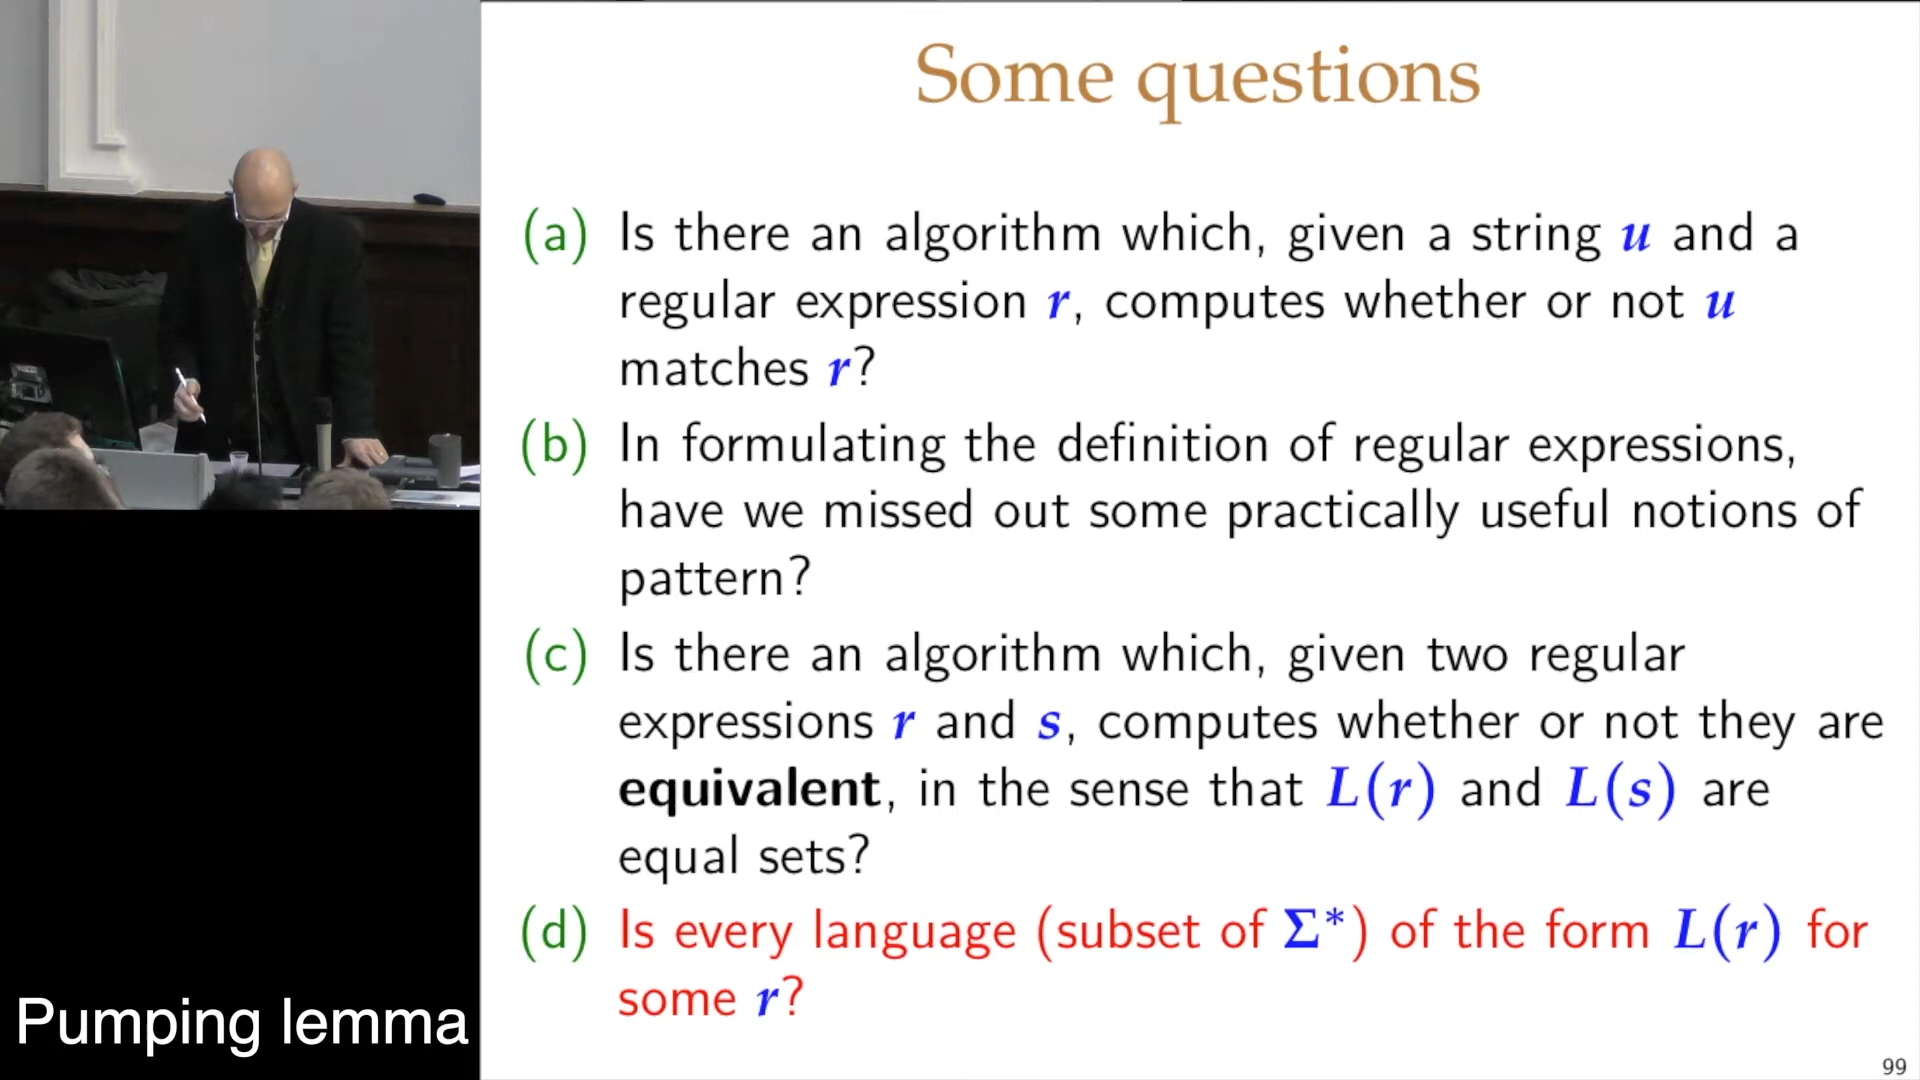 Some questions
(a) Is there an algorithm which, given a string u and a
regular expression r, computes whether or not u
matches r?
(b) In formulating the definition of regular expressions,
have we missed out some practically useful notions of
pattern?
(c) Is there an algorithm which, given two regular
expressions r and s, computes whether or not they are
equivalent, in the sense that L(r) and L(s) are
equal sets?
(d) Is every language (subset of Σ*) of the form L(r) for
some r?
Pumping lemma
99